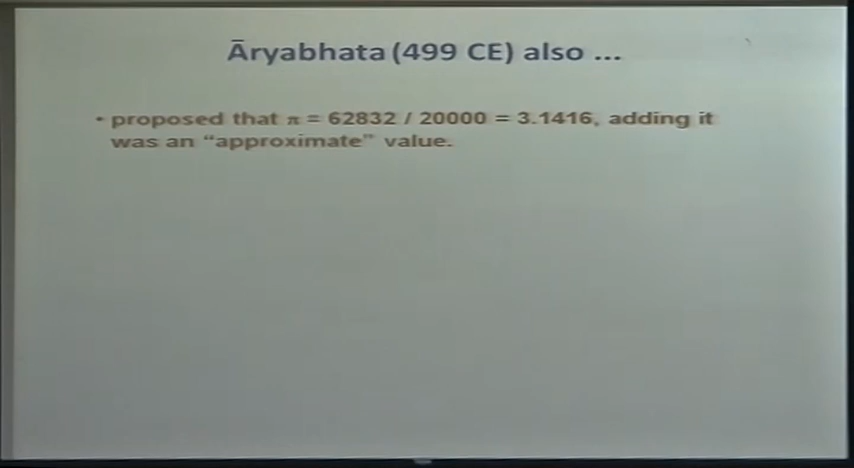 Āryabhata (499 CE) also ...
• proposed that π = 62832 / 20000 = 3.1416, adding it
was an “approximate” value.